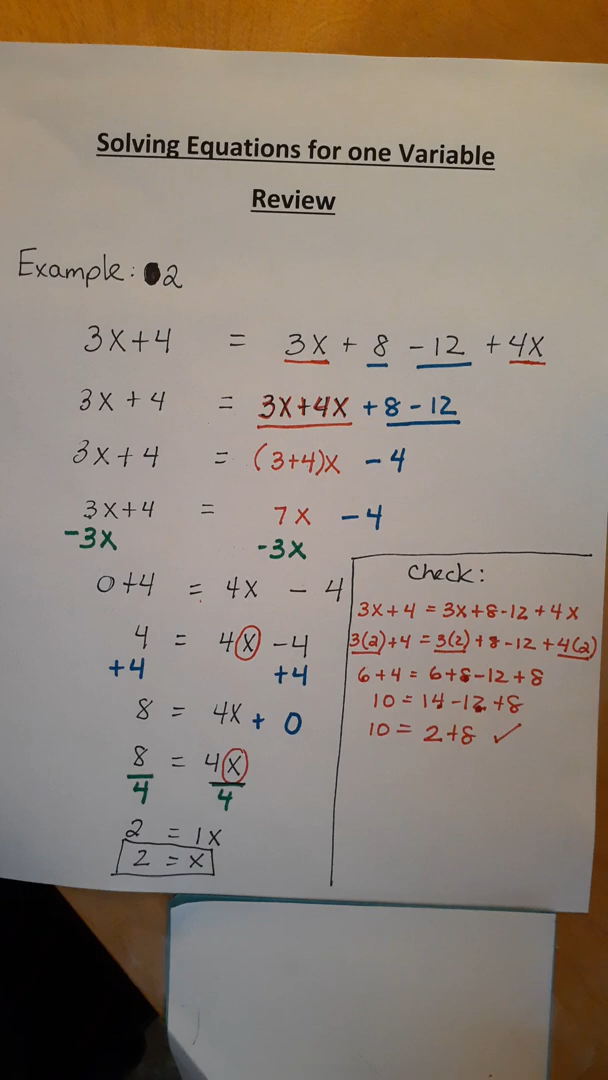 Solving Equations for one Variable
Review
Example: 2
3x+4 = 3x + 8 - 12 + 4x
3x + 4 = 3x+4x + 8 - 12
3x + 4 = (3+4)x - 4
3x+4 = 7x - 4
-3x -3x
0+4 = 4x - 4
4 = 4x - 4
+4 +4
8 = 4x + 0
8 = 4x
4 4
2 = 1x
2 = x
Check:
3x+4 = 3x+8-12+4x
3(2)+4 = 3(2)+8-12+4(2)
6+4 = 6+8-12+8
10 = 14-12+8
10 = 2+8 ✓